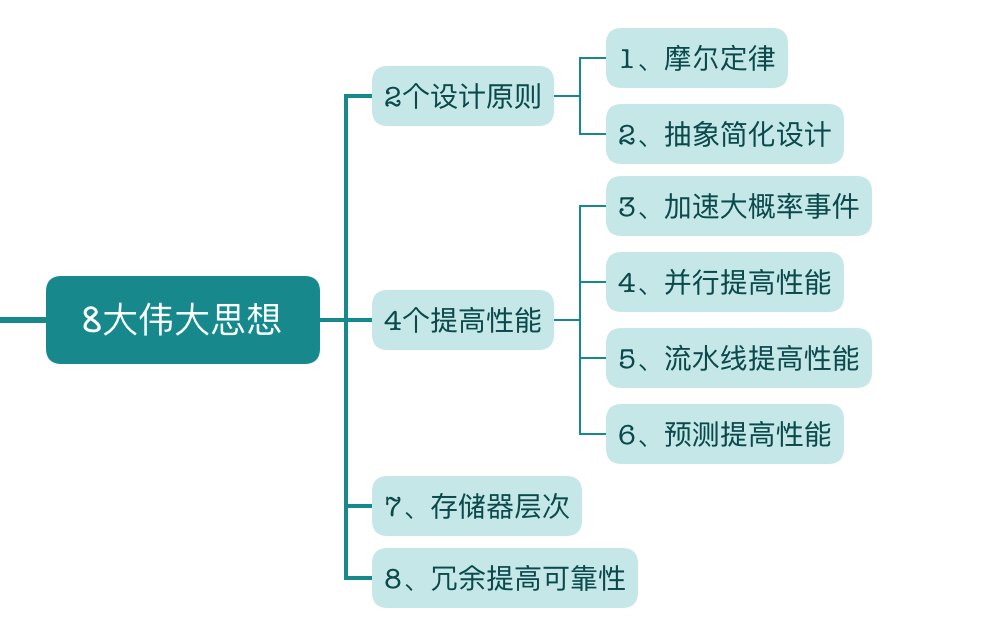 8大伟大思想
2个设计原则
1、摩尔定律
2、抽象简化设计
4个提高性能
3、加速大概率事件
4、并行提高性能
5、流水线提高性能
6、预测提高性能
7、存储器层次
8、冗余提高可靠性